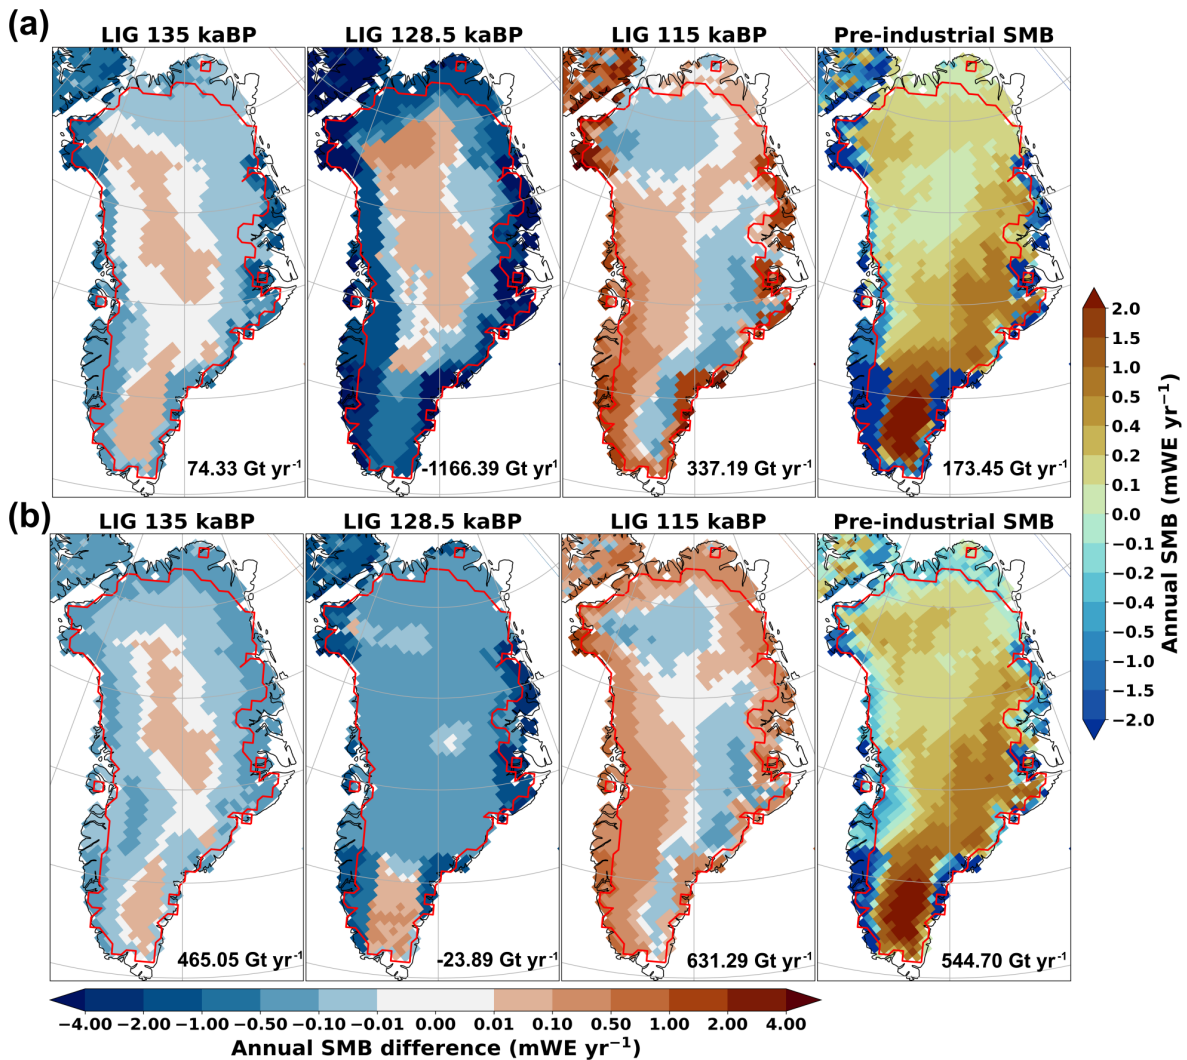 (a)
LIG 135 kaBP
LIG 128.5 kaBP
LIG 115 kaBP
Pre-industrial SMB
74.33 Gt yr⁻¹
-1166.39 Gt yr¹
337.19 Gt yr⁻¹
173.45 Gt yr⁻¹
(b)
LIG 135 kaBP
LIG 128.5 kaBP
LIG 115 kaBP
Pre-industrial SMB
465.05 Gt yr⁻¹
-23.89 Gt yr⁻¹
631.29 Gt yr⁻¹
544.70 Gt yr⁻¹
2.0
1.5
1.0
0.5
0.4
0.2
0.1
0.0
−0.1
−0.2
−0.4
−0.5
−1.0
−1.5
−2.0
Annual SMB (mWE yr⁻¹)
−4.00 −2.00 −1.00 −0.50 −0.10 −0.01 0.00 0.01 0.10 0.50 1.00 2.00 4.00
Annual SMB difference (mWE yr⁻¹)